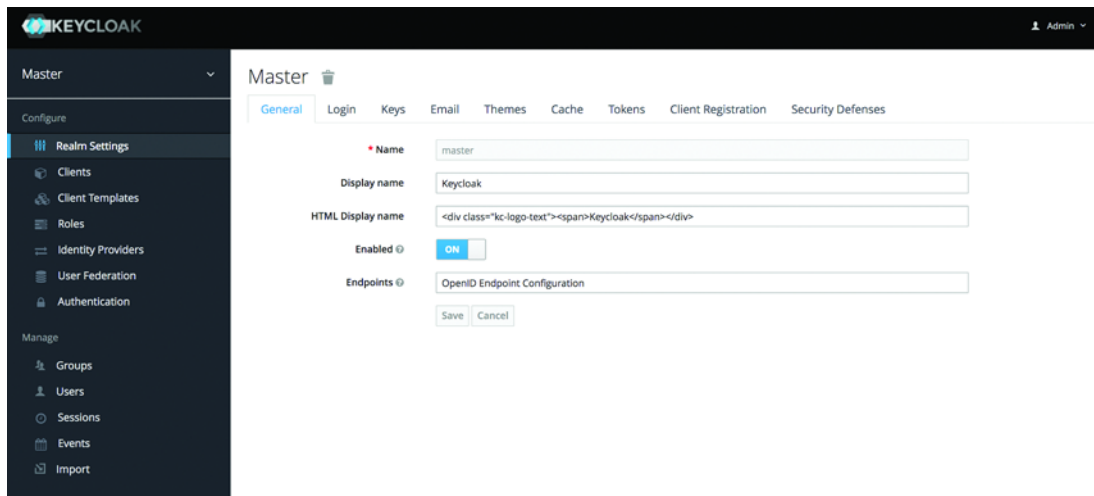 KEYCLOAK
Admin
Master
Configure
Realm Settings
Clients
Client Templates
Roles
Identity Providers
User Federation
Authentication
Manage
Groups
Users
Sessions
Events
Import
Master
General Login Keys Email Themes Cache Tokens Client Registration Security Defenses
* Name master
Display name Keycloak
HTML Display name <div class="kc-logo-text"><span>Keycloak</span></div>
Enabled ON
Endpoints OpenID Endpoint Configuration
Save Cancel